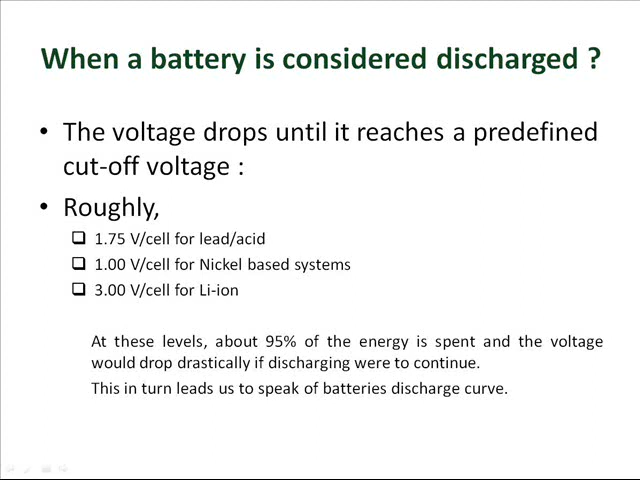 When a battery is considered discharged ?
• The voltage drops until it reaches a predefined
cut-off voltage :
• Roughly,
❑ 1.75 V/cell for lead/acid
❑ 1.00 V/cell for Nickel based systems
❑ 3.00 V/cell for Li-ion
At these levels, about 95% of the energy is spent and the voltage
would drop drastically if discharging were to continue.
This in turn leads us to speak of batteries discharge curve.